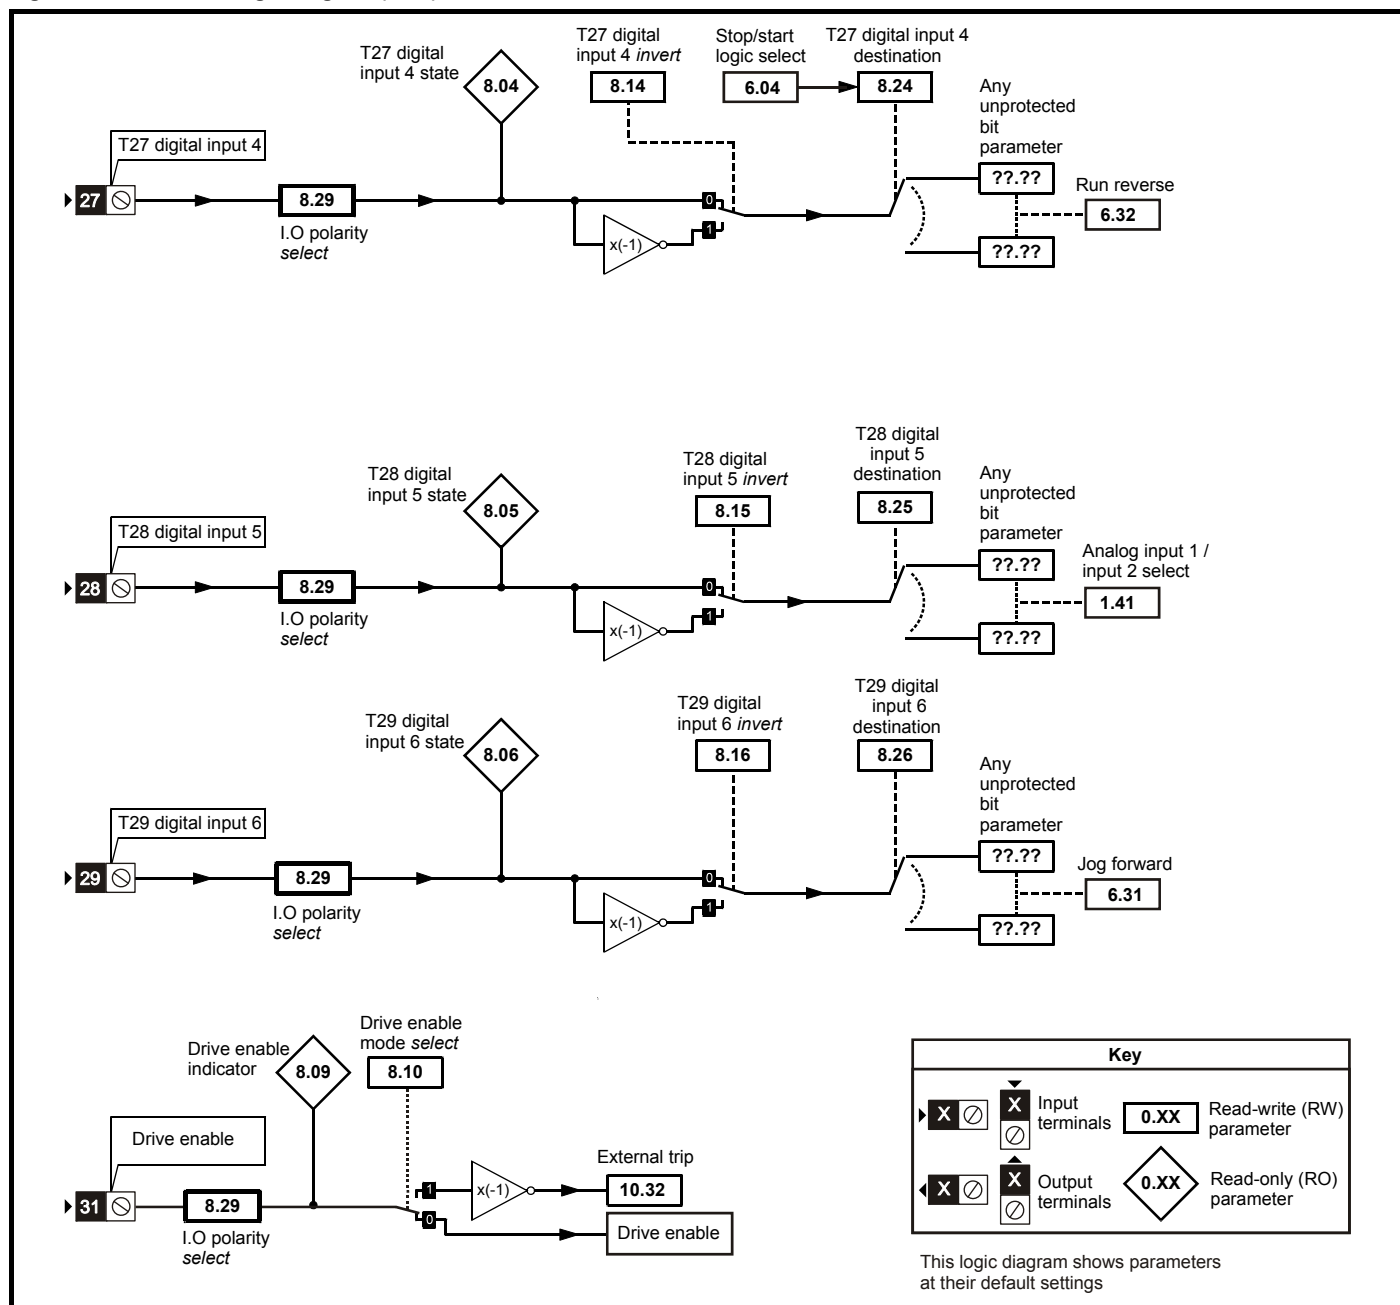 T27 digital
input 4 state
8.04
T27 digital
input 4 invert
8.14
Stop/start
logic select
6.04
T27 digital input 4
destination
8.24
Any
unprotected
bit
parameter
??.??
??.??
Run reverse
6.32
T27 digital input 4
27
8.29
I.O polarity
select
x(-1)
0
1
T28 digital
input 5 state
8.05
T28 digital
input 5 invert
8.15
T28 digital
input 5
destination
8.25
Any
unprotected
bit
parameter
??.??
??.??
Analog input 1 /
input 2 select
1.41
T28 digital input 5
28
8.29
I.O polarity
select
x(-1)
0
1
T29 digital
input 6 state
8.06
T29 digital
input 6 invert
8.16
T29 digital
input 6
destination
8.26
Any
unprotected
bit
parameter
??.??
??.??
Jog forward
6.31
T29 digital input 6
29
8.29
I.O polarity
select
x(-1)
0
1
Drive enable
indicator
8.09
Drive enable
mode select
8.10
Drive enable
31
8.29
I.O polarity
select
1
0
x(-1)
External trip
10.32
Drive enable
Key
X
X
Input
terminals
0.XX
Read-write (RW)
parameter
X
X
Output
terminals
0.XX
Read-only (RO)
parameter
This logic diagram shows parameters
at their default settings